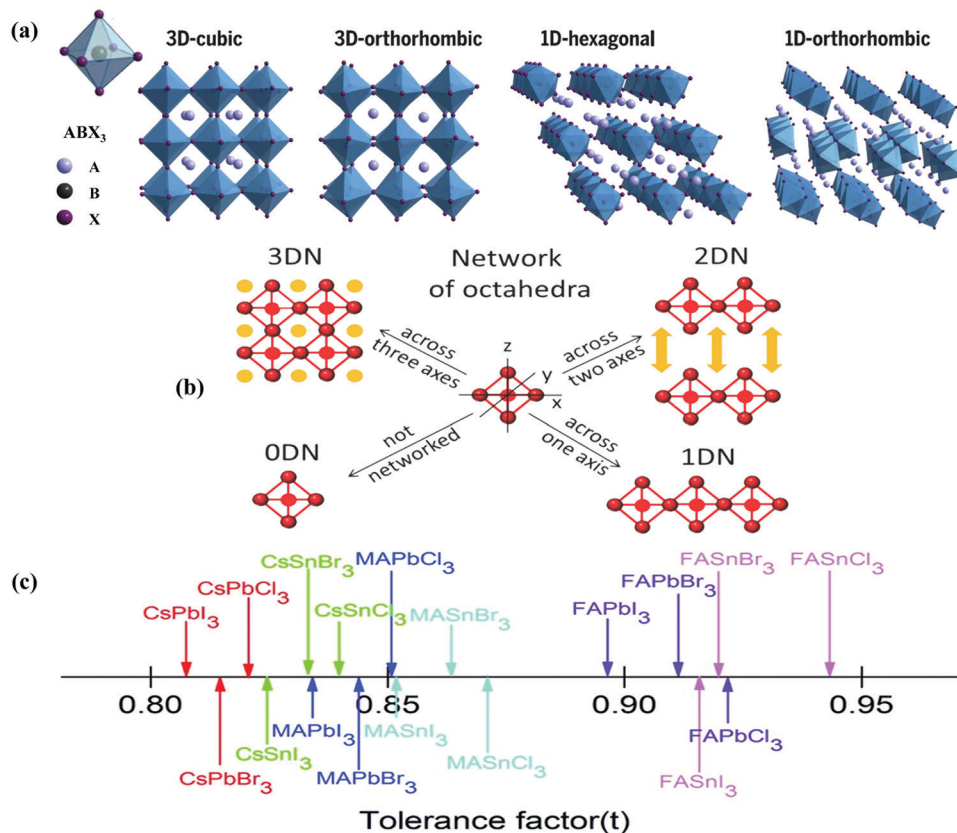 (a)
3D-cubic
3D-orthorhombic
1D-hexagonal
1D-orthorhombic
ABX₃
A
B
X
(b)
Network
of octahedra
3DN
2DN
across
three axes
across
two axes
z
y
x
not
networked
across
one axis
0DN
1DN
(c)
CsPbI₃
CsPbCl₃
CsSnBr₃
CsSnCl₃
MAPbCl₃
MASnBr₃
FAPbI₃
FAPbBr₃
FASnBr₃
FASnCl₃
0.80
0.85
0.90
0.95
CsPbBr₃
CsSnI₃
MAPbI₃
MAPbBr₃
MASnI₃
MASnCl₃
FASnI₃
FAPbCl₃
Tolerance factor(t)